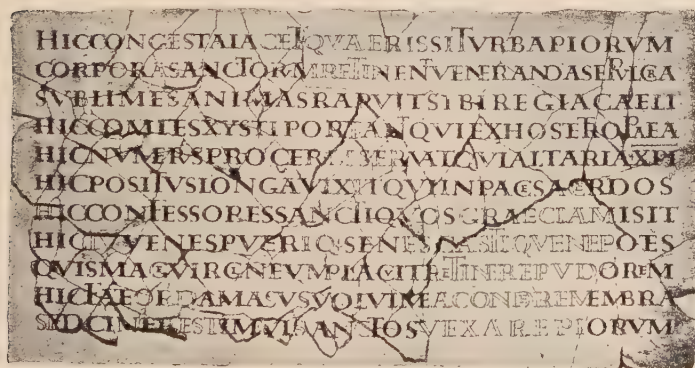 HICCONGESTAIACETQVAERISSITVRBAPIORVM
CORPORASANCTORVMRETINENTVENERANDASEPVLCRA
SVBLIMESANIMASRAPVITSIBIREGIACAELI
HICCOMITESXYSTIPORTANTQVIEXHOSTETROPAEA
HICNVMERVSPROCERVMSERVATQVIALTARIAXPI
HICPOSITVSLONGAVIXITQVIINPACESACERDOS
HICCONFESSORESSANCTIQVOSGRAECIAMISIT
HICIVVENESPVERIQSENESCASTIQVENEPOTES
QVISMAGEVIRGINEVMPLACVITRETINEREPVDOREM
HICFATEORDAMASVSVOLVIMEACONDEREMEMBRA
SEDCINERESTIMVISANCTOSVEXAREPIORVM